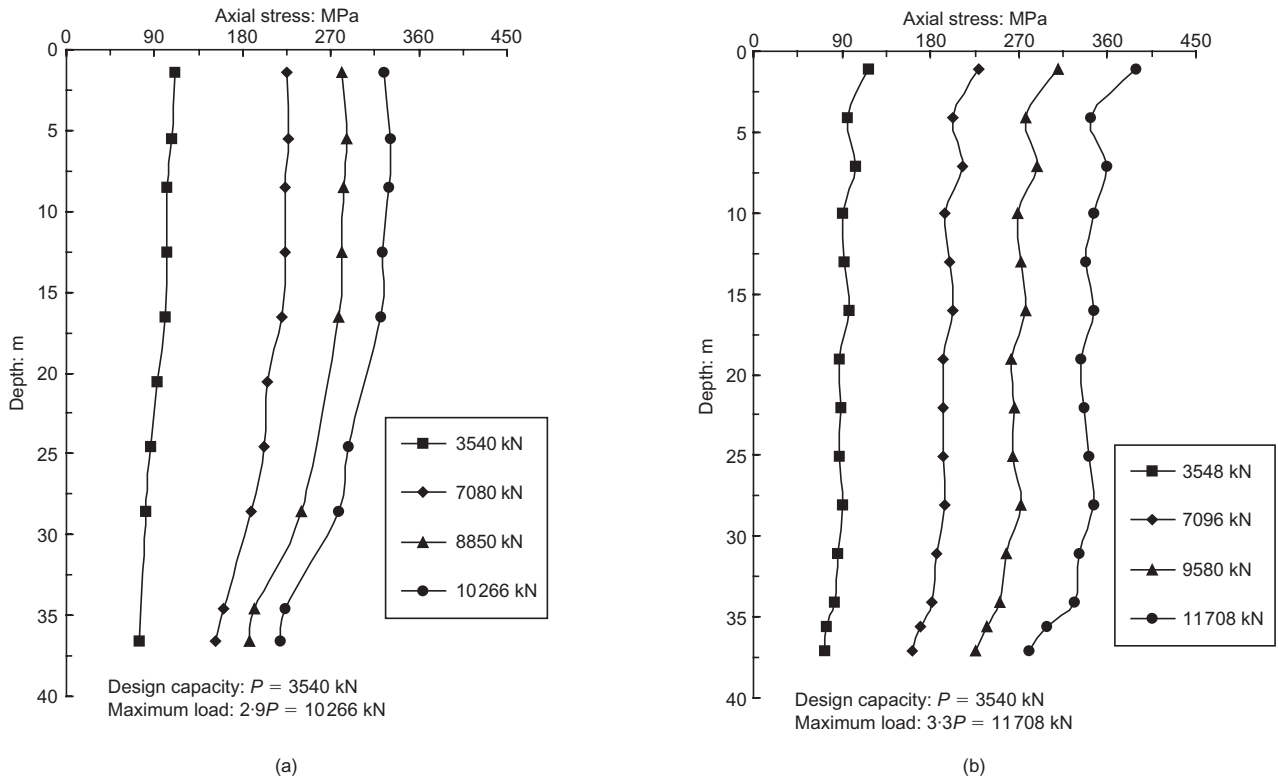 Axial stress: MPa
0 90 180 270 360 450
0
5
10
15
20
25
30
35
40
Depth: m
3540 kN
7080 kN
8850 kN
10 266 kN
Design capacity: P = 3540 kN
Maximum load: 2·9P = 10 266 kN
(a)
Axial stress: MPa
0 90 180 270 360 450
0
5
10
15
20
25
30
35
40
Depth: m
3548 kN
7096 kN
9580 kN
11708 kN
Design capacity: P = 3540 kN
Maximum load: 3·3P = 11 708 kN
(b)